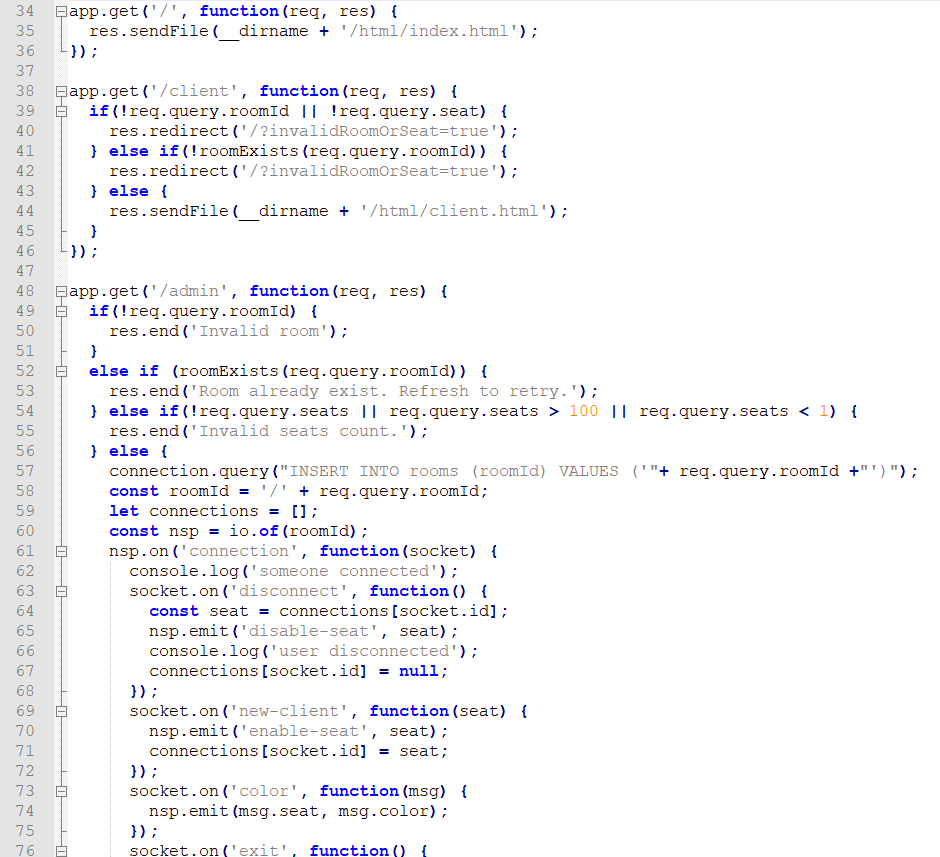 34 app.get('/', function(req, res) {
35   res.sendFile(__dirname + '/html/index.html');
36 });
37
38 app.get('/client', function(req, res) {
39   if(!req.query.roomId || !req.query.seat) {
40     res.redirect('/?invalidRoomOrSeat=true');
41   } else if(!roomExists(req.query.roomId)) {
42     res.redirect('/?invalidRoomOrSeat=true');
43   } else {
44     res.sendFile(__dirname + '/html/client.html');
45   }
46 });
47
48 app.get('/admin', function(req, res) {
49   if(!req.query.roomId) {
50     res.end('Invalid room');
51   }
52   else if (roomExists(req.query.roomId)) {
53     res.end('Room already exist. Refresh to retry.');
54   } else if(!req.query.seats || req.query.seats > 100 || req.query.seats < 1) {
55     res.end('Invalid seats count.');
56   } else {
57     connection.query("INSERT INTO rooms (roomId) VALUES ('"+ req.query.roomId +"')");
58     const roomId = '/' + req.query.roomId;
59     let connections = [];
60     const nsp = io.of(roomId);
61     nsp.on('connection', function(socket) {
62       console.log('someone connected');
63       socket.on('disconnect', function() {
64         const seat = connections[socket.id];
65         nsp.emit('disable-seat', seat);
66         console.log('user disconnected');
67         connections[socket.id] = null;
68       });
69       socket.on('new-client', function(seat) {
70         nsp.emit('enable-seat', seat);
71         connections[socket.id] = seat;
72       });
73       socket.on('color', function(msg) {
74         nsp.emit(msg.seat, msg.color);
75       });
76       socket.on('exit', function() {